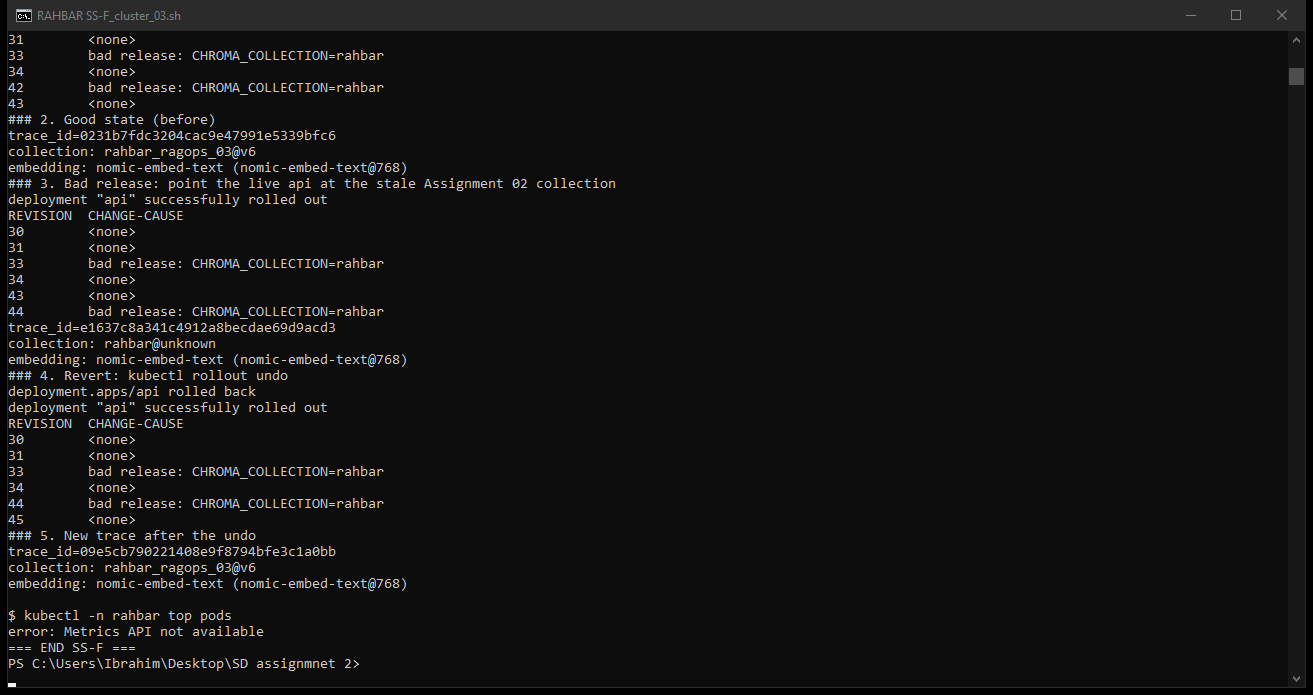 RAHBAR SS-F_cluster_03.sh
31 <none>
33 bad release: CHROMA_COLLECTION=rahbar
34 <none>
42 bad release: CHROMA_COLLECTION=rahbar
43 <none>
### 2. Good state (before)
trace_id=0231b7fdc3204cac9e47991e5339bfc6
collection: rahbar_ragops_03@v6
embedding: nomic-embed-text (nomic-embed-text@768)
### 3. Bad release: point the live api at the stale Assignment 02 collection
deployment "api" successfully rolled out
REVISION CHANGE-CAUSE
30 <none>
31 <none>
33 bad release: CHROMA_COLLECTION=rahbar
34 <none>
43 <none>
44 bad release: CHROMA_COLLECTION=rahbar
trace_id=e1637c8a341c4912a8becdae69d9acd3
collection: rahbar@unknown
embedding: nomic-embed-text (nomic-embed-text@768)
### 4. Revert: kubectl rollout undo
deployment.apps/api rolled back
deployment "api" successfully rolled out
REVISION CHANGE-CAUSE
30 <none>
31 <none>
33 bad release: CHROMA_COLLECTION=rahbar
34 <none>
44 bad release: CHROMA_COLLECTION=rahbar
45 <none>
### 5. New trace after the undo
trace_id=09e5cb790221408e9f8794bfe3c1a0bb
collection: rahbar_ragops_03@v6
embedding: nomic-embed-text (nomic-embed-text@768)
$ kubectl -n rahbar top pods
error: Metrics API not available
=== END SS-F ===
PS C:\Users\Ibrahim\Desktop\SD assignmnet 2>